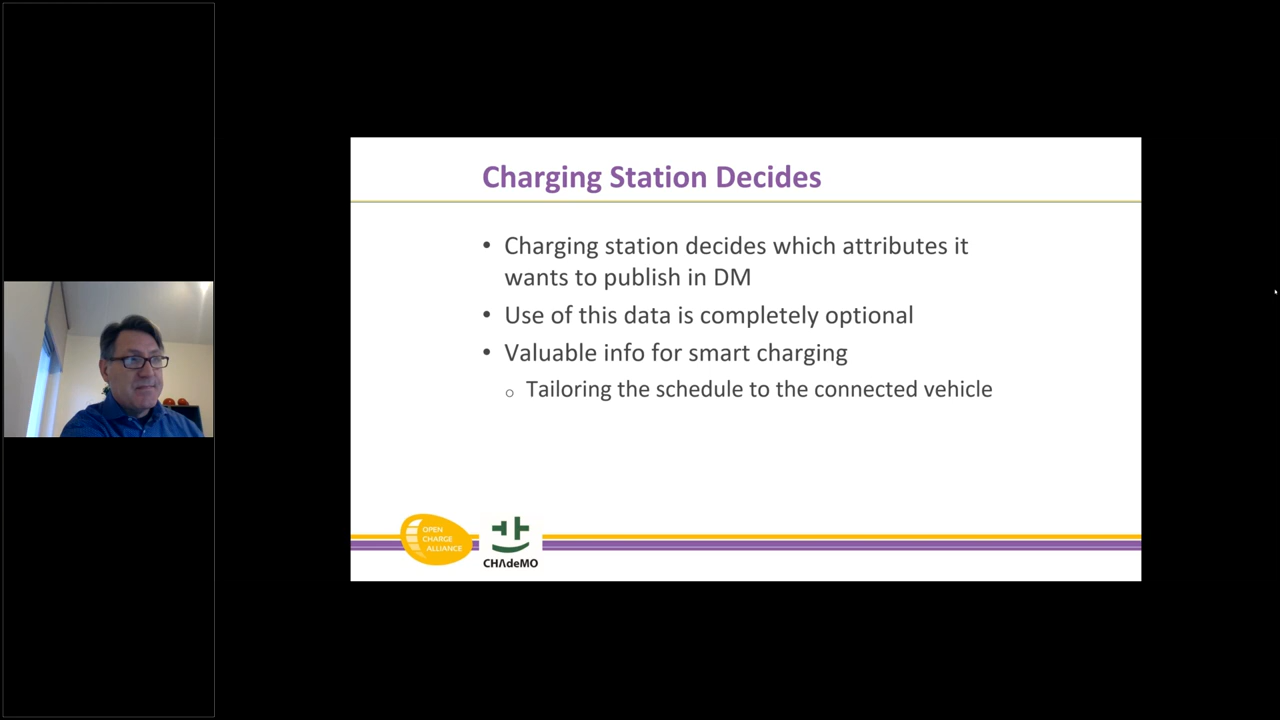 Charging Station Decides
• Charging station decides which attributes it
wants to publish in DM
• Use of this data is completely optional
• Valuable info for smart charging
○ Tailoring the schedule to the connected vehicle
OPEN
CHARGE
ALLIANCE
CHΛdeMO